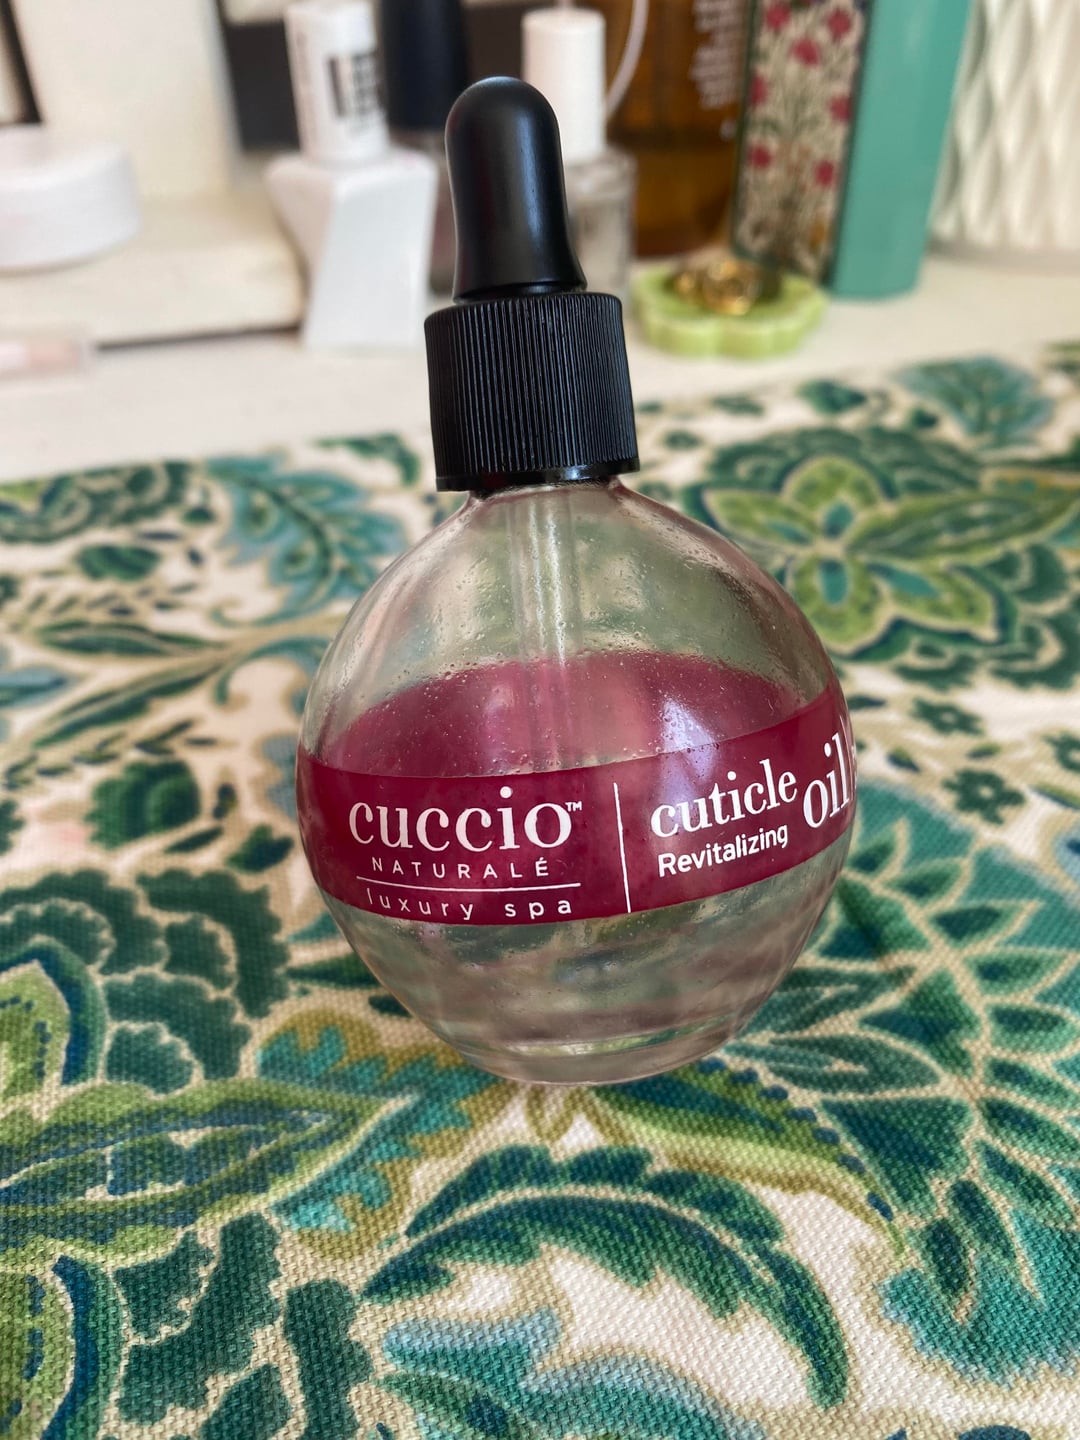 cuccio™
NATURALÉ
luxury spa
cuticle oil
Revitalizing